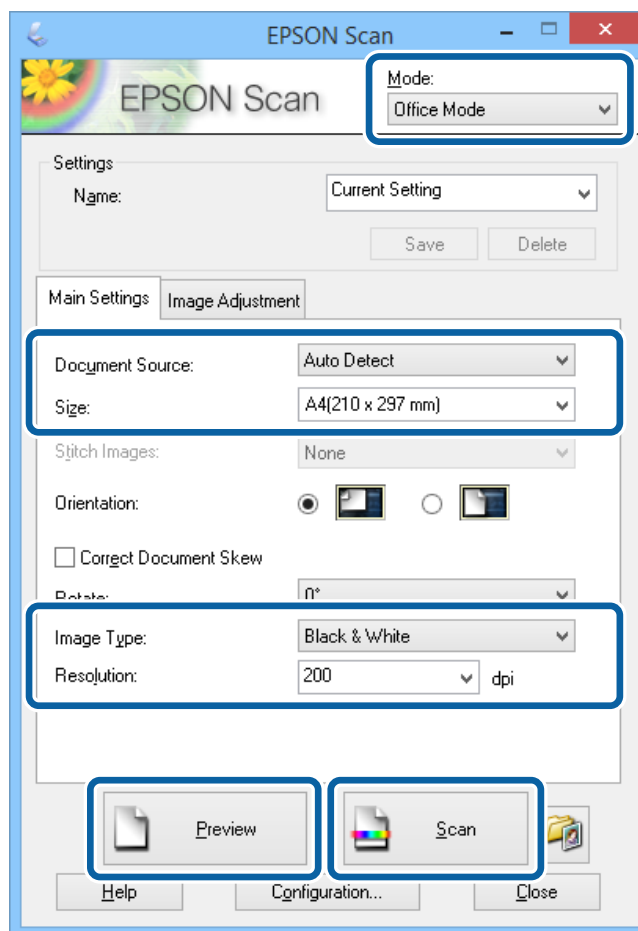 EPSON Scan
EPSON Scan
Mode:
Office Mode
Settings
Name:
Current Setting
Save
Delete
Main Settings
Image Adjustment
Document Source:
Auto Detect
Size:
A4(210 x 297 mm)
Stitch Images:
None
Orientation:
Correct Document Skew
Rotate:
0°
Image Type:
Black & White
Resolution:
200
dpi
Preview
Scan
Help
Configuration...
Close